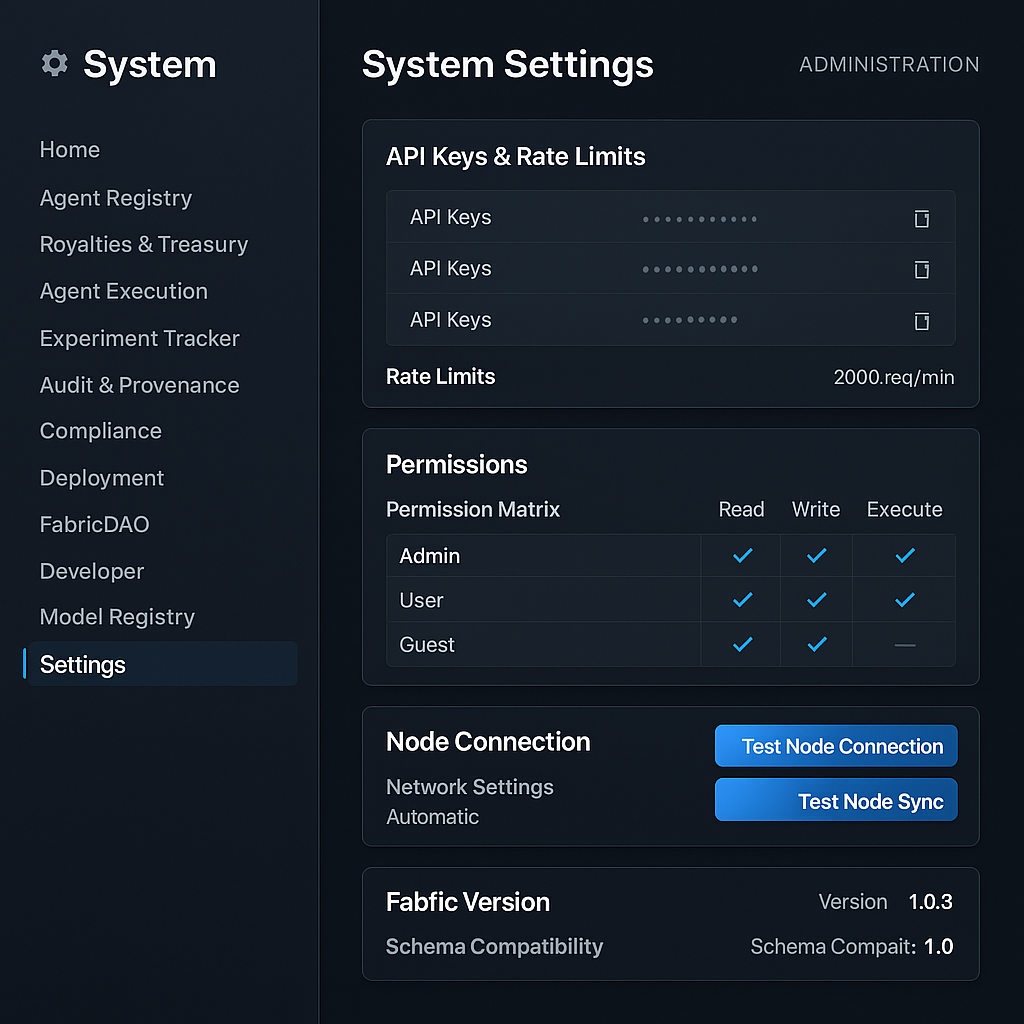 System
Home
Agent Registry
Royalties & Treasury
Agent Execution
Experiment Tracker
Audit & Provenance
Compliance
Deployment
FabricDAO
Developer
Model Registry
Settings
System Settings
ADMINISTRATION
API Keys & Rate Limits
API Keys •••••••••••
API Keys •••••••••••
API Keys •••••••••
Rate Limits 2000.req/min
Permissions
Permission Matrix Read Write Execute
Admin ✓ ✓ ✓
User ✓ ✓ ✓
Guest ✓ ✓ —
Node Connection
Network Settings
Automatic
Test Node Connection
Test Node Sync
Fabfic Version Version 1.0.3
Schema Compatibility Schema Compait: 1.0